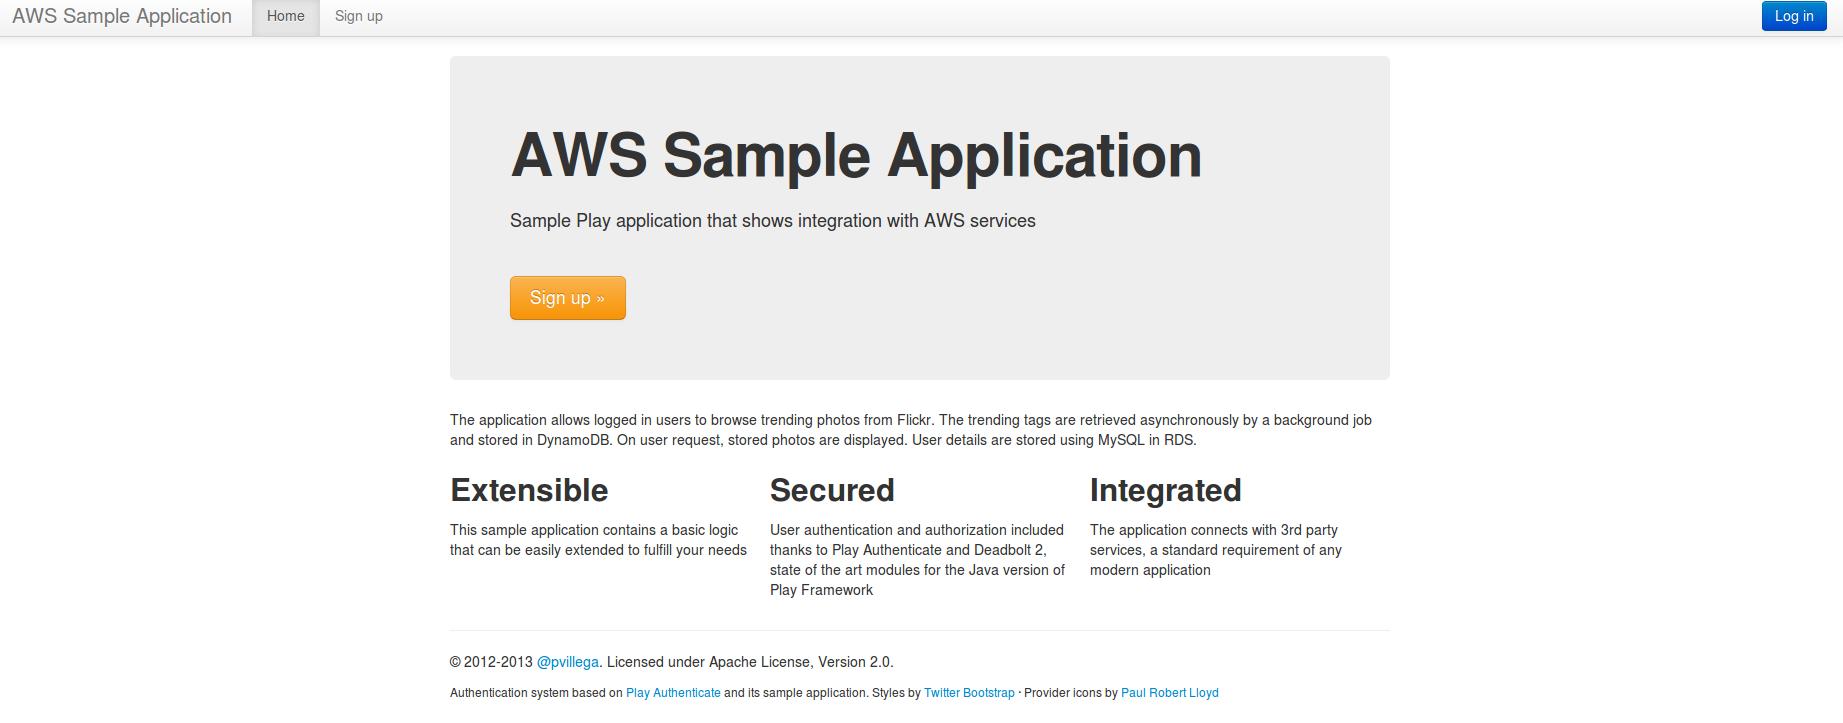 AWS Sample Application Home Sign up Log in
AWS Sample Application
Sample Play application that shows integration with AWS services
Sign up »
The application allows logged in users to browse trending photos from Flickr. The trending tags are retrieved asynchronously by a background job
and stored in DynamoDB. On user request, stored photos are displayed. User details are stored using MySQL in RDS.
Extensible
This sample application contains a basic logic
that can be easily extended to fulfill your needs
Secured
User authentication and authorization included
thanks to Play Authenticate and Deadbolt 2,
state of the art modules for the Java version of
Play Framework
Integrated
The application connects with 3rd party
services, a standard requirement of any
modern application
© 2012-2013 @pvillega. Licensed under Apache License, Version 2.0.
Authentication system based on Play Authenticate and its sample application. Styles by Twitter Bootstrap · Provider icons by Paul Robert Lloyd